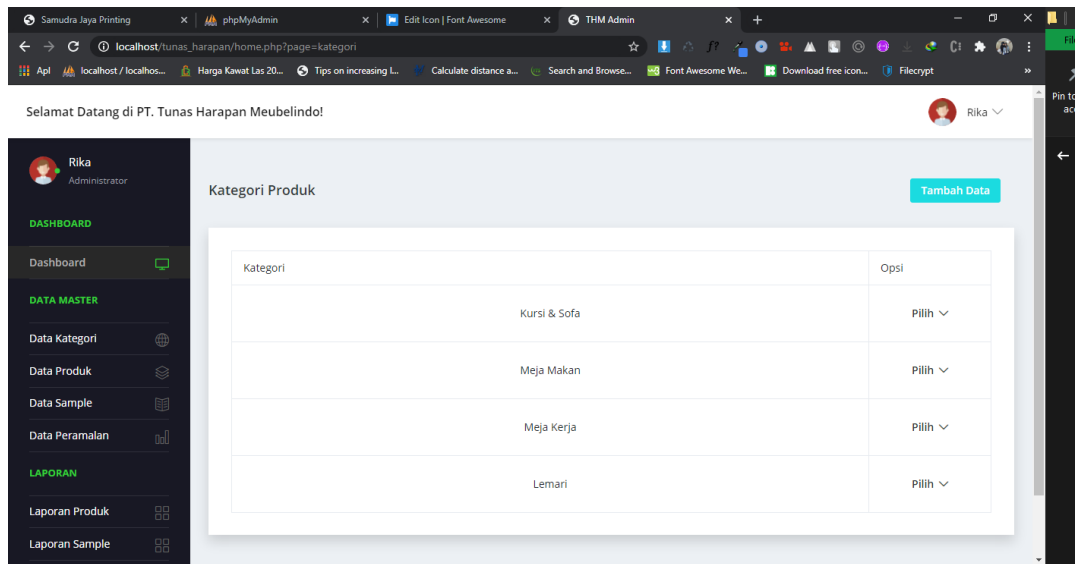 Samudra Jaya Printing
phpMyAdmin
Edit Icon | Font Awesome
THM Admin
localhost/tunas_harapan/home.php?page=kategori
Apl
localhost / localhos...
Harga Kawat Las 20...
Tips on increasing I...
Calculate distance a...
Search and Browse...
Font Awesome We...
Download free icon...
Filecrypt
»
Selamat Datang di PT. Tunas Harapan Meubelindo!
Rika
Rika
Administrator
Kategori Produk
Tambah Data
DASHBOARD
Dashboard
DATA MASTER
Data Kategori
Data Produk
Data Sample
Data Peramalan
LAPORAN
Laporan Produk
Laporan Sample
Kategori Opsi
Kursi & Sofa Pilih
Meja Makan Pilih
Meja Kerja Pilih
Lemari Pilih
File
Pin to